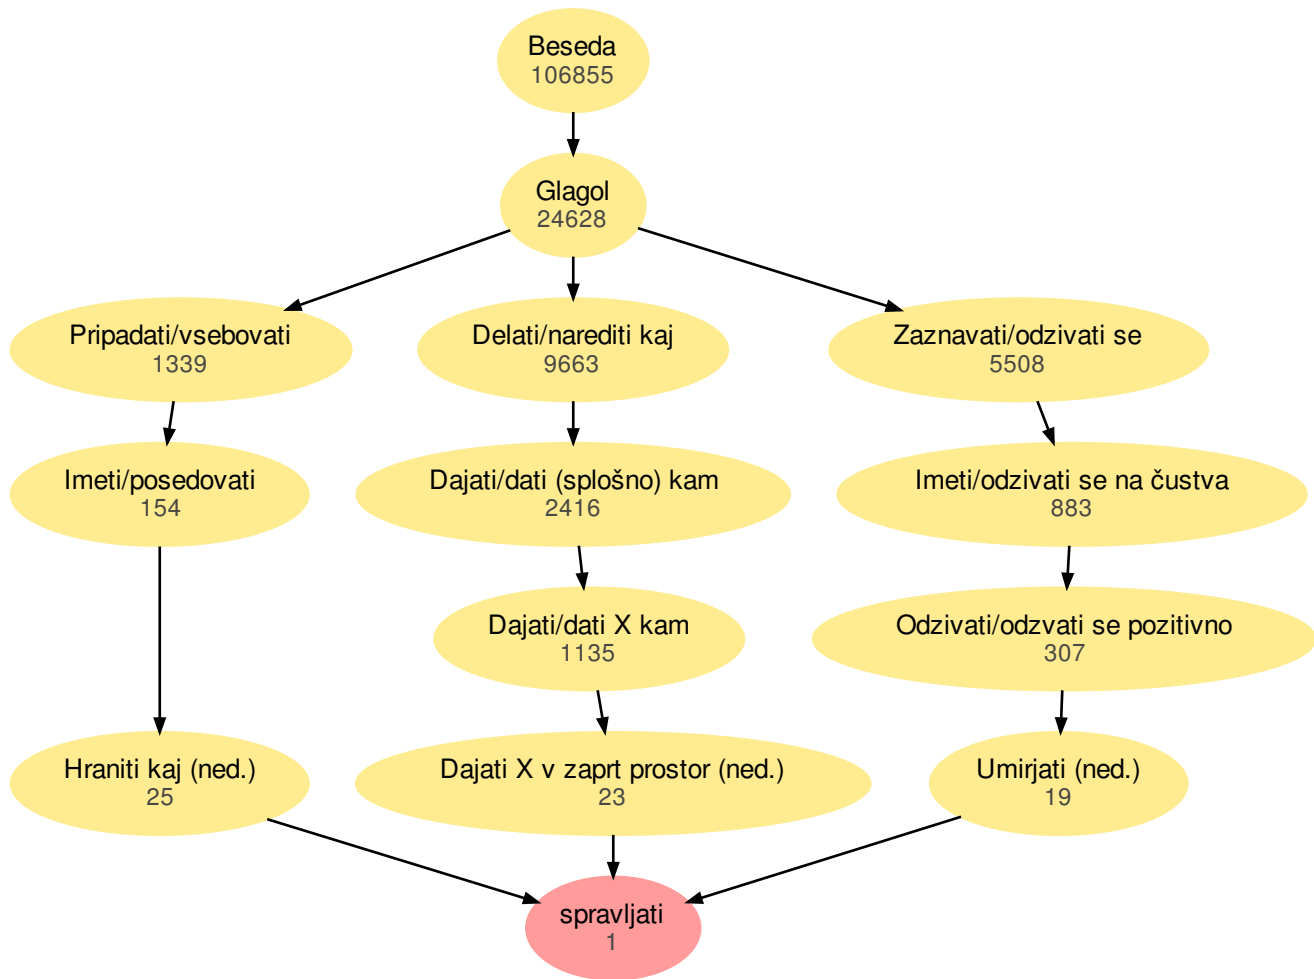 Beseda
106855
Glagol
24628
Pripadati/vsebovati
1339
Delati/narediti kaj
9663
Zaznavati/odzivati se
5508
Imeti/posedovati
154
Dajati/dati (splošno) kam
2416
Imeti/odzivati se na čustva
883
Dajati/dati X kam
1135
Odzivati/odzvati se pozitivno
307
Hraniti kaj (ned.)
25
Dajati X v zaprt prostor (ned.)
23
Umirjati (ned.)
19
spravljati
1